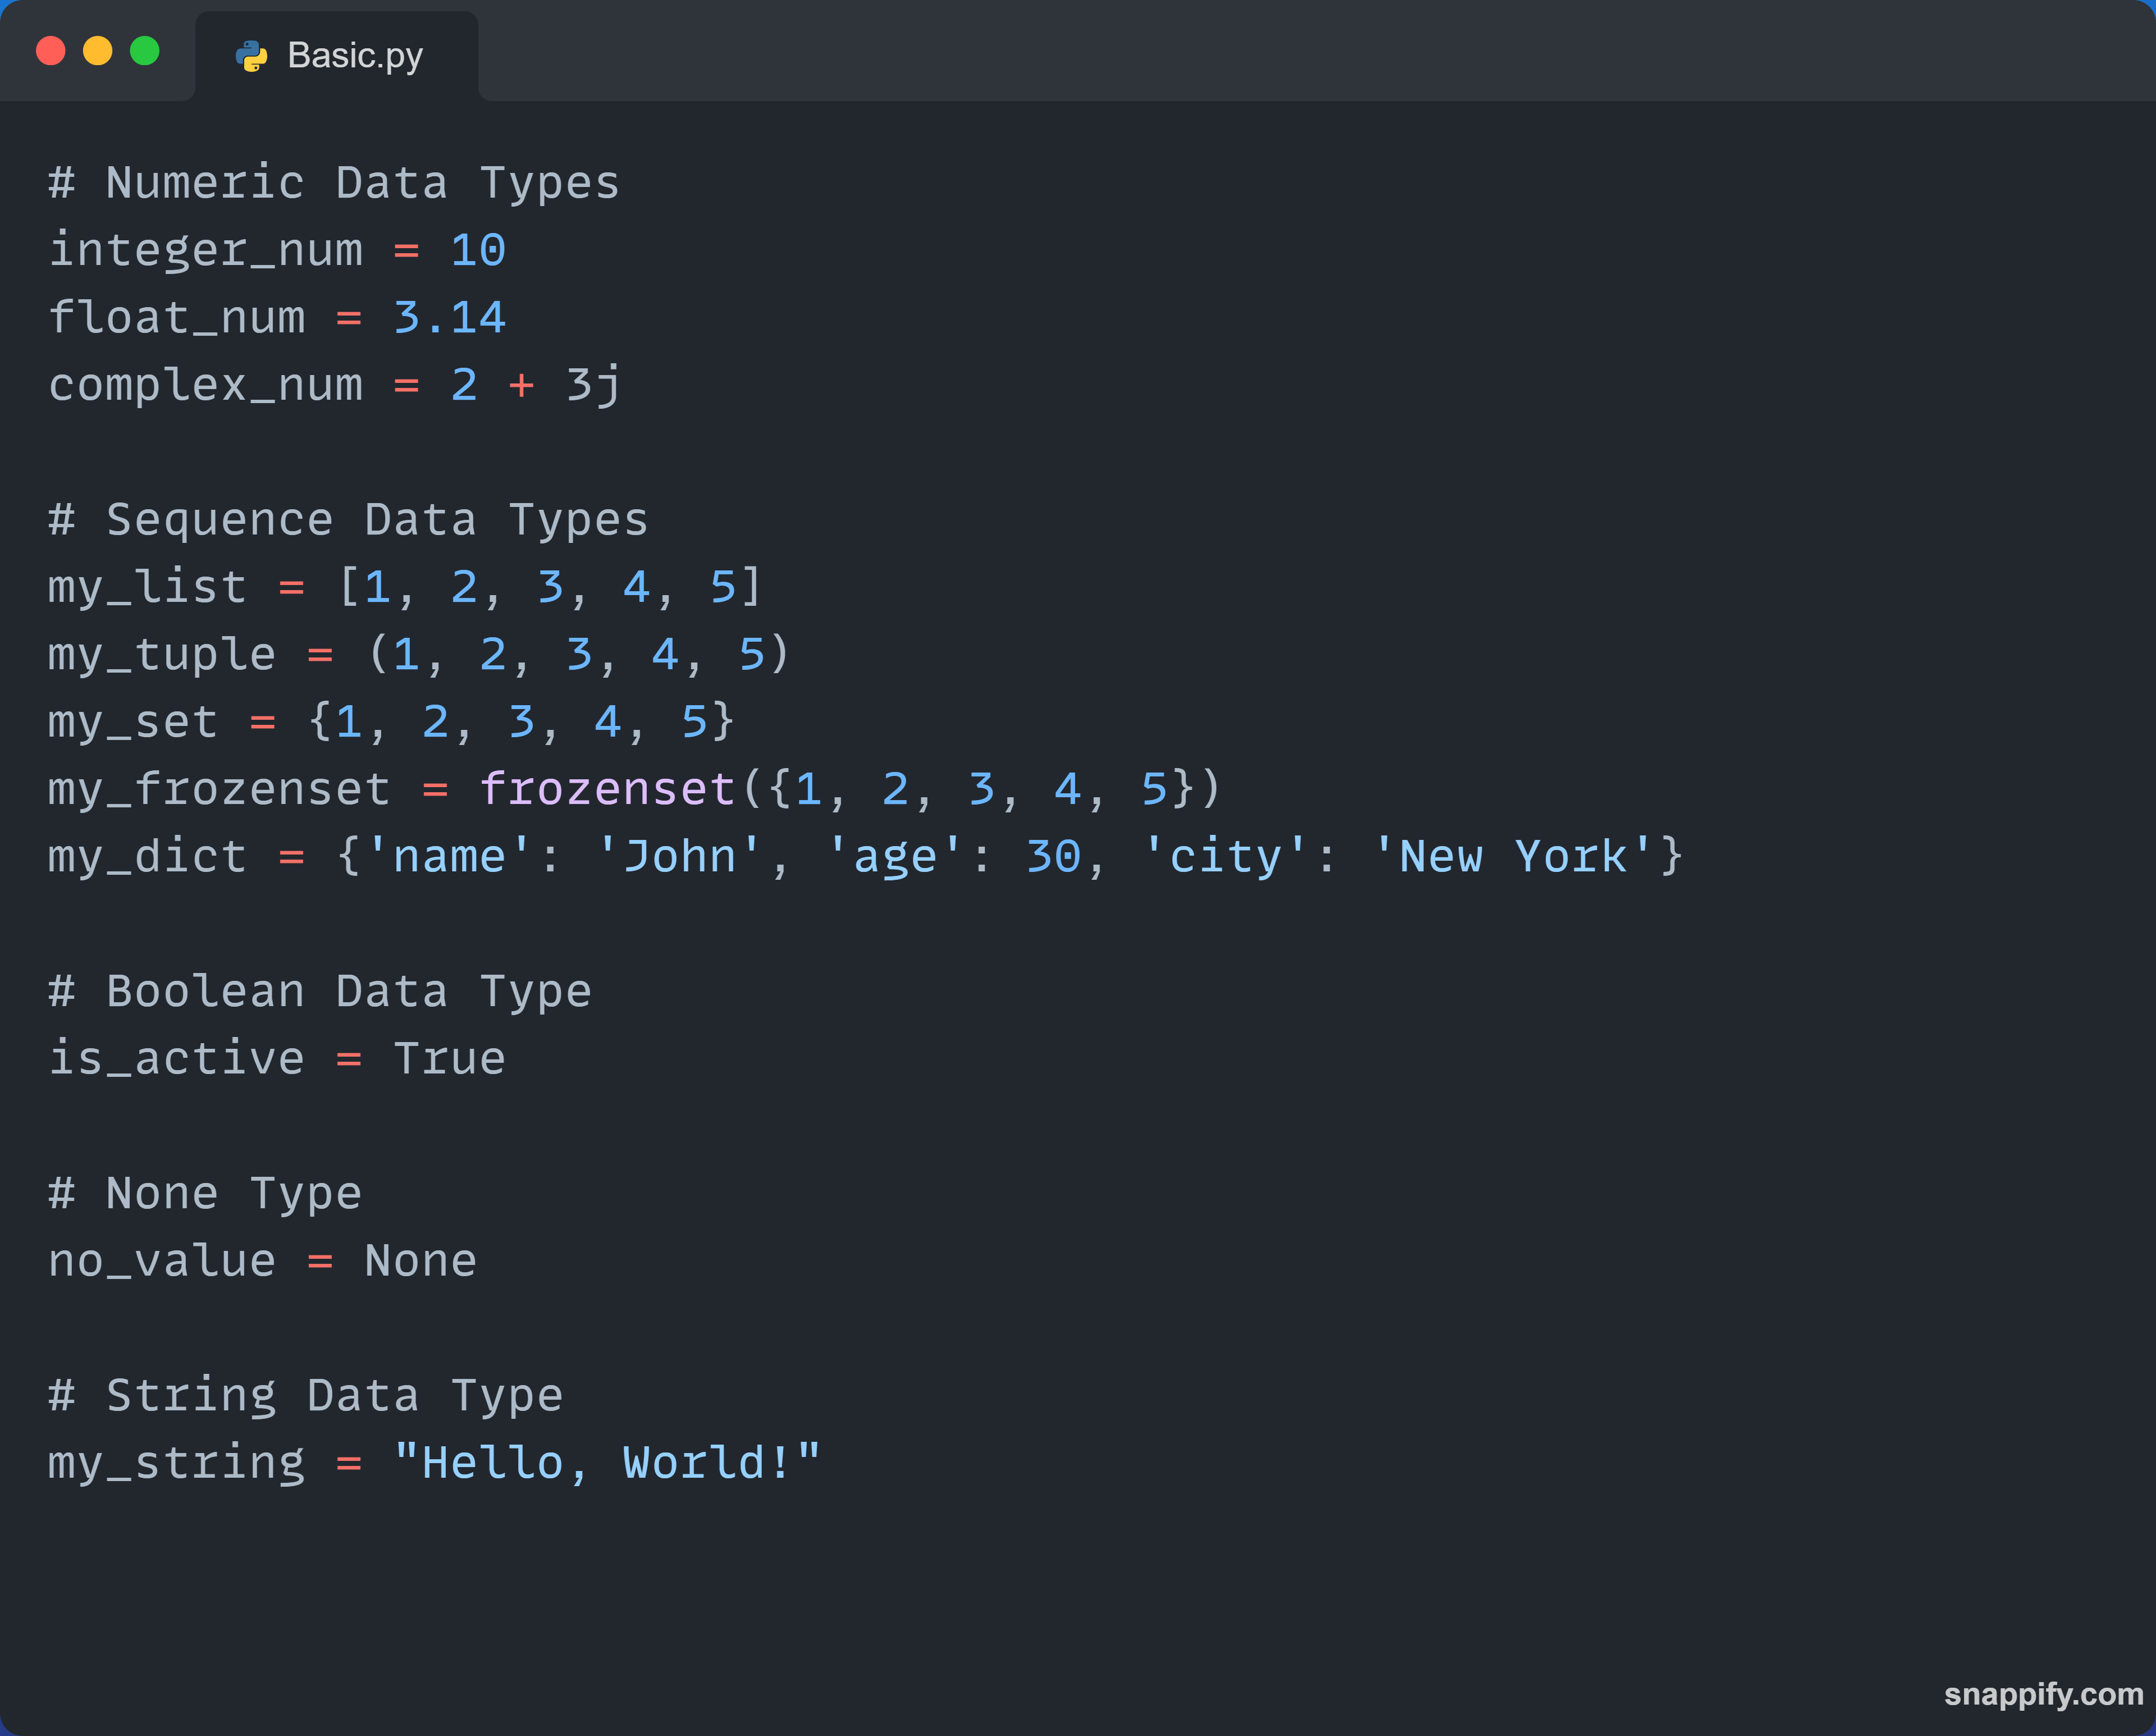 Basic.py
# Numeric Data Types
integer_num = 10
float_num = 3.14
complex_num = 2 + 3j
# Sequence Data Types
my_list = [1, 2, 3, 4, 5]
my_tuple = (1, 2, 3, 4, 5)
my_set = {1, 2, 3, 4, 5}
my_frozenset = frozenset({1, 2, 3, 4, 5})
my_dict = {'name': 'John', 'age': 30, 'city': 'New York'}
# Boolean Data Type
is_active = True
# None Type
no_value = None
# String Data Type
my_string = "Hello, World!"
snappify.com